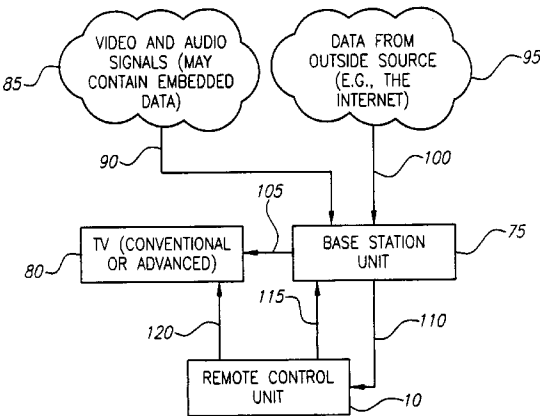 VIDEO AND AUDIO
SIGNALS (MAY
CONTAIN EMBEDDED
DATA)
85
DATA FROM
OUTSIDE SOURCE
(E.G., THE
INTERNET)
95
90
100
105
TV (CONVENTIONAL
OR ADVANCED)
80
BASE STATION
UNIT
75
115
120
110
REMOTE CONTROL
UNIT
10